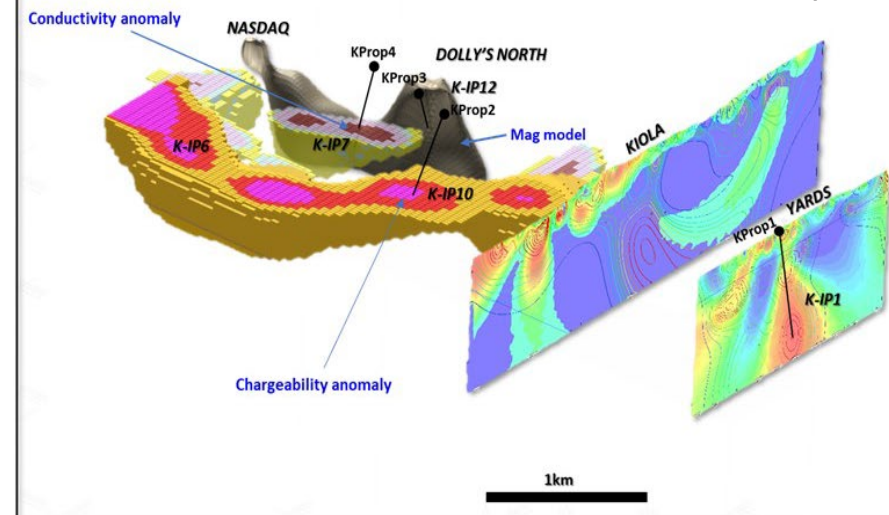 Conductivity anomaly
NASDAQ
KProp4
DOLLY'S NORTH
KProp3
K-IP12
KProp2
Mag model
K-IP6
K-IP7
K-IP10
KIOLA
YARDS
KProp1
K-IP1
Chargeability anomaly
1km